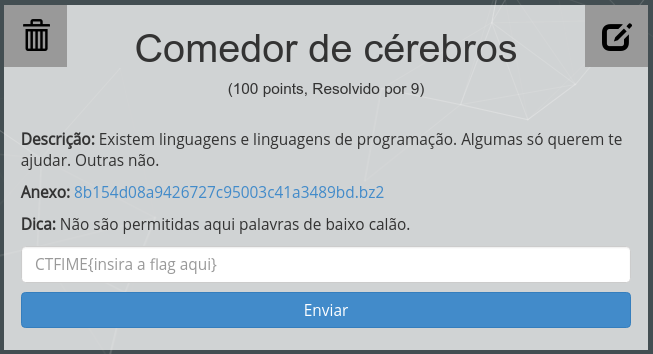 Comedor de cérebros
(100 points, Resolvido por 9)
Descrição: Existem linguagens e linguagens de programação. Algumas só querem te
ajudar. Outras não.
Anexo: 8b154d08a9426727c95003c41a3489bd.bz2
Dica: Não são permitidas aqui palavras de baixo calão.
CTFIME{insira a flag aqui}
Enviar